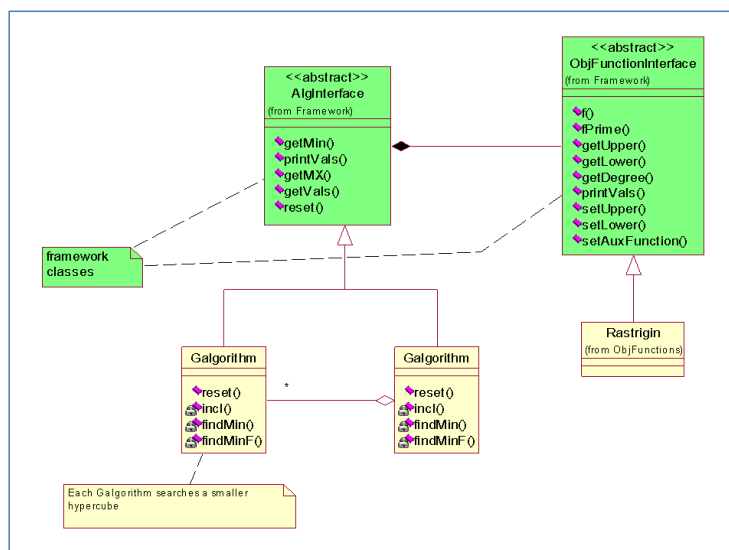 <<abstract>>
AlgInterface
(from Framework)
getMin()
printVals()
getMX()
getVals()
reset()
<<abstract>>
ObjFunctionInterface
(from Framework)
f()
fPrime()
getUpper()
getLower()
getDegree()
printVals()
setUpper()
setLower()
setAuxFunction()
framework
classes
Galgorithm
reset()
incl()
findMin()
findMinF()
*
Galgorithm
reset()
incl()
findMin()
findMinF()
Rastrigin
(from ObjFunctions)
Each Galgorithm searches a smaller
hypercube